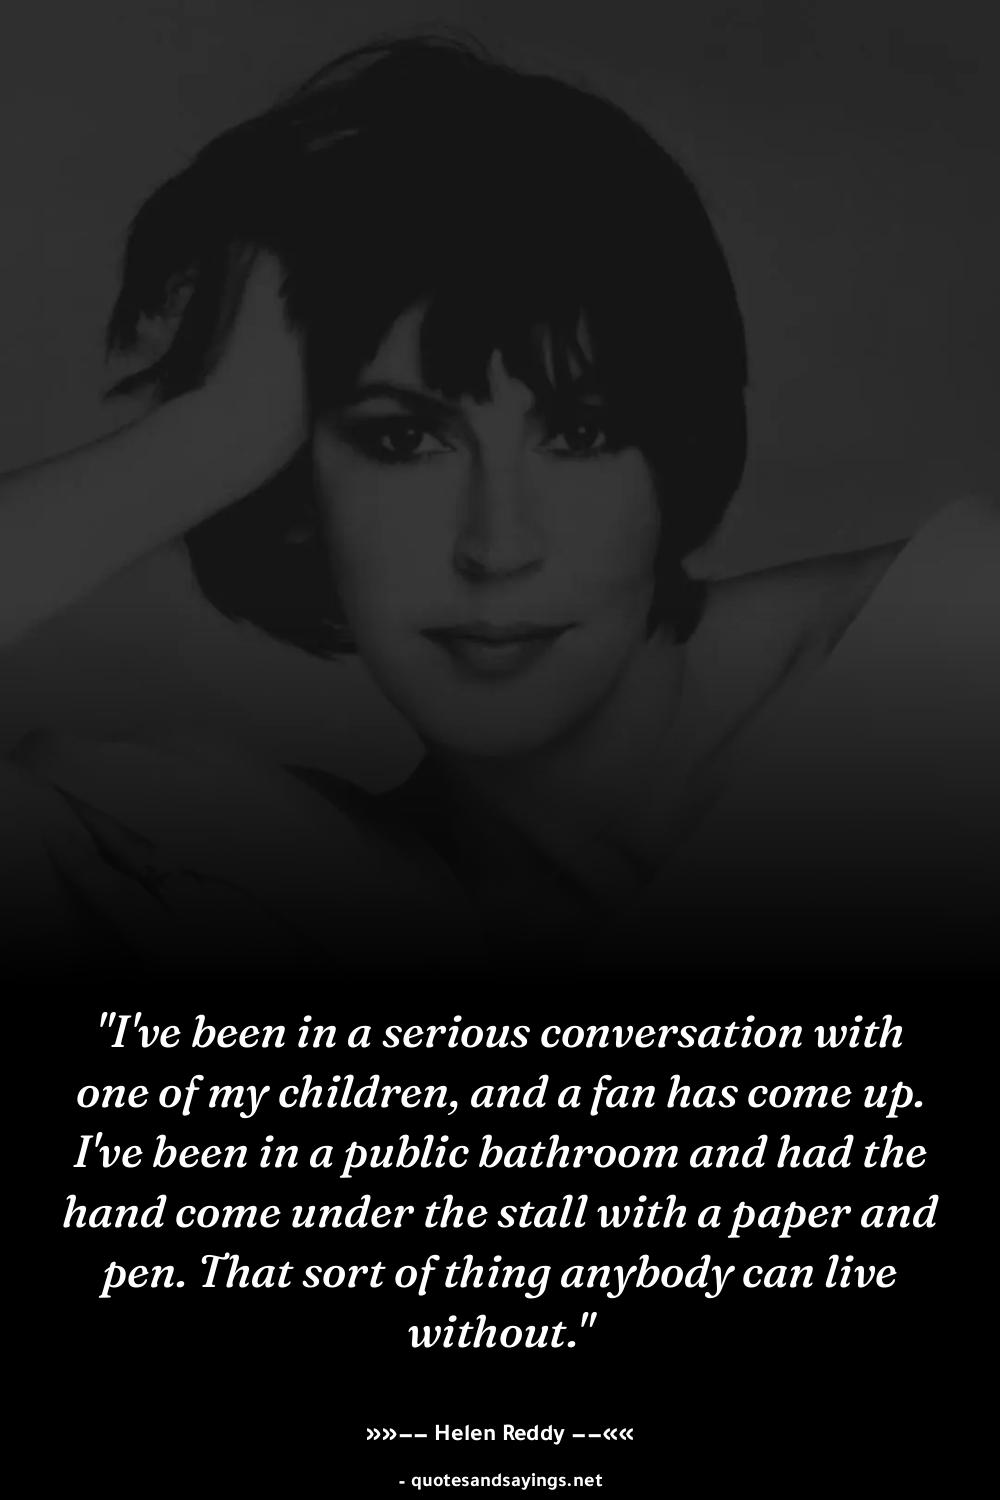 "I've been in a serious conversation with
one of my children, and a fan has come up.
I've been in a public bathroom and had the
hand come under the stall with a paper and
pen. That sort of thing anybody can live
without."
»»–– Helen Reddy ––««
- quotesandsayings.net